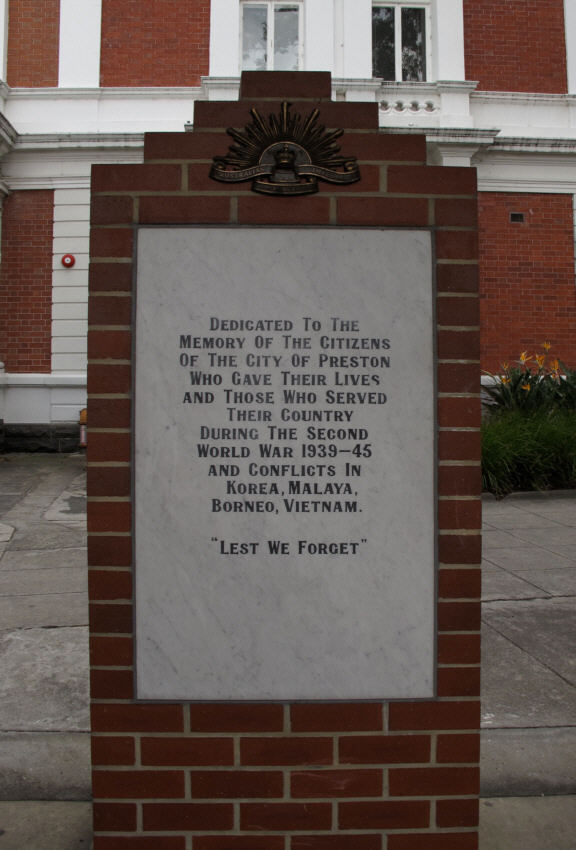 AUSTRALIAN
DEDICATED TO THE
MEMORY OF THE CITIZENS
OF THE CITY OF PRESTON
WHO GAVE THEIR LIVES
AND THOSE WHO SERVED
THEIR COUNTRY
DURING THE SECOND
WORLD WAR 1939–45
AND CONFLICTS IN
KOREA, MALAYA,
BORNEO, VIETNAM.
"LEST WE FORGET"